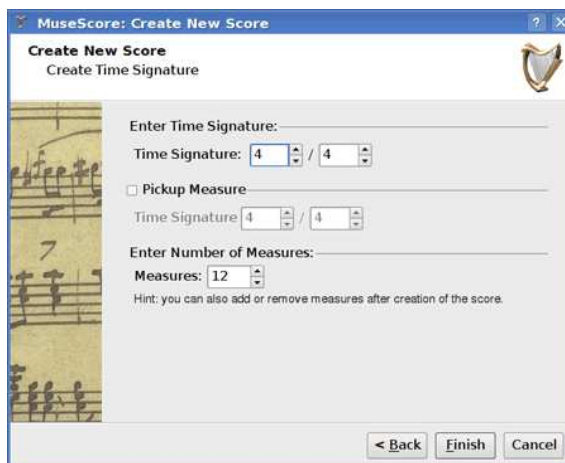 MuseScore: Create New Score
Create New Score
Create Time Signature
Enter Time Signature:
Time Signature: 4 / 4
Pickup Measure
Time Signature 4 / 4
Enter Number of Measures:
Measures: 12
Hint: you can also add or remove measures after creation of the score.
7
< Back Finish Cancel